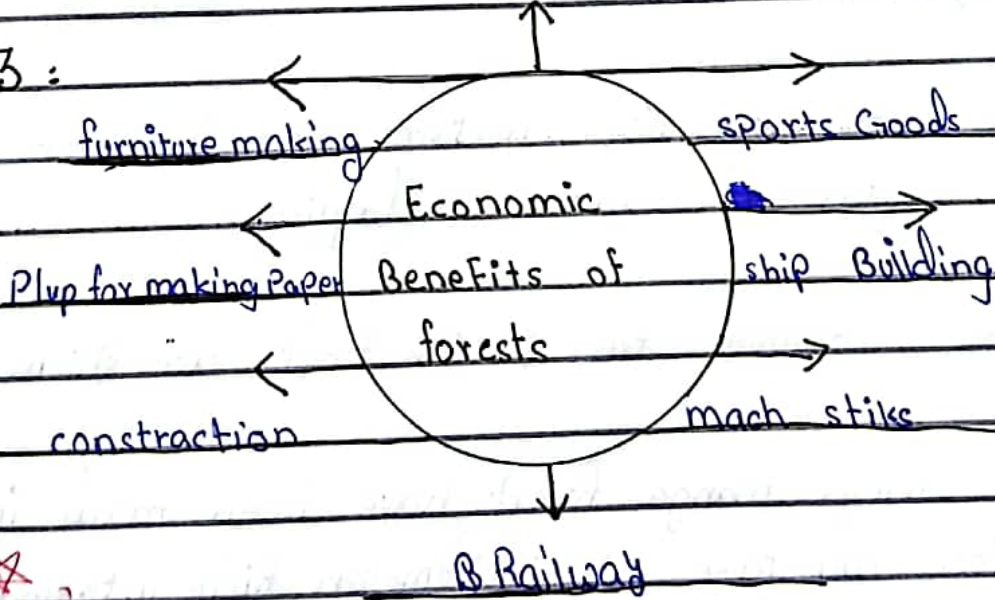 3 :
furniture making
sports Goods
Economic
Plup for making Paper
Benefits of
ship Building
forests
constraction
mach stiks
B Railway